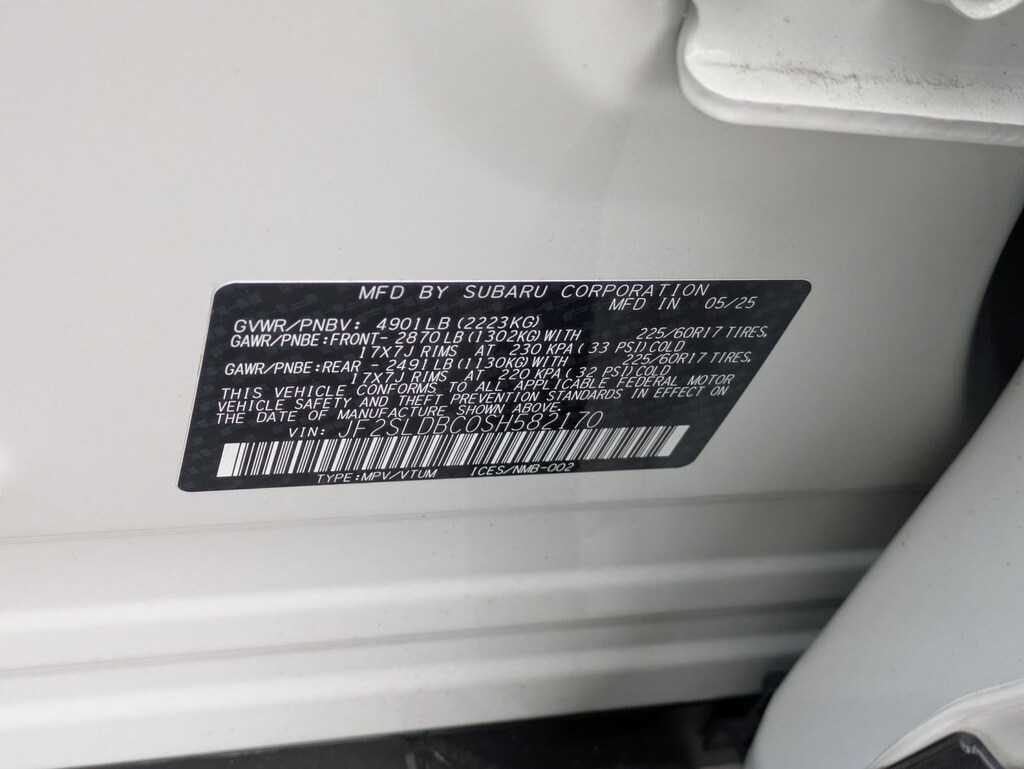 MFD BY SUBARU CORPORATION
MFD IN 05/25
GVWR/PNBV: 4901LB(2223KG)
GAWR/PNBE:FRONT- 2870LB(1302KG)WITH 225/60R17 TIRES,
17X7J RIMS AT 230 KPA( 33 PSI)COLD
GAWR/PNBE:REAR - 2491LB(1130KG)WITH 225/60R17 TIRES,
17X7J RIMS AT 220 KPA( 32 PSI)COLD
THIS VEHICLE CONFORMS TO ALL APPLICABLE FEDERAL MOTOR
VEHICLE SAFETY AND THEFT PREVENTION STANDARDS IN EFFECT ON
THE DATE OF MANUFACTURE SHOWN ABOVE.
VIN: JF2SLDBC0SH582170
TYPE:MPV/VTUM ICES/NMB-002